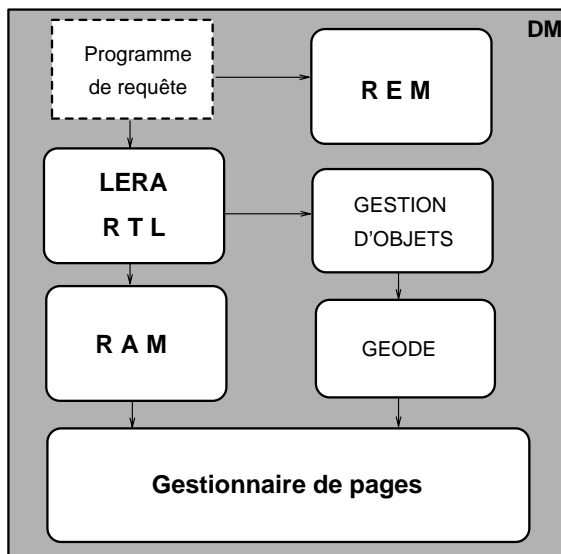 DM
Programme
de requête
R E M
LERA
R T L
GESTION
D'OBJETS
R A M
GEODE
Gestionnaire de pages